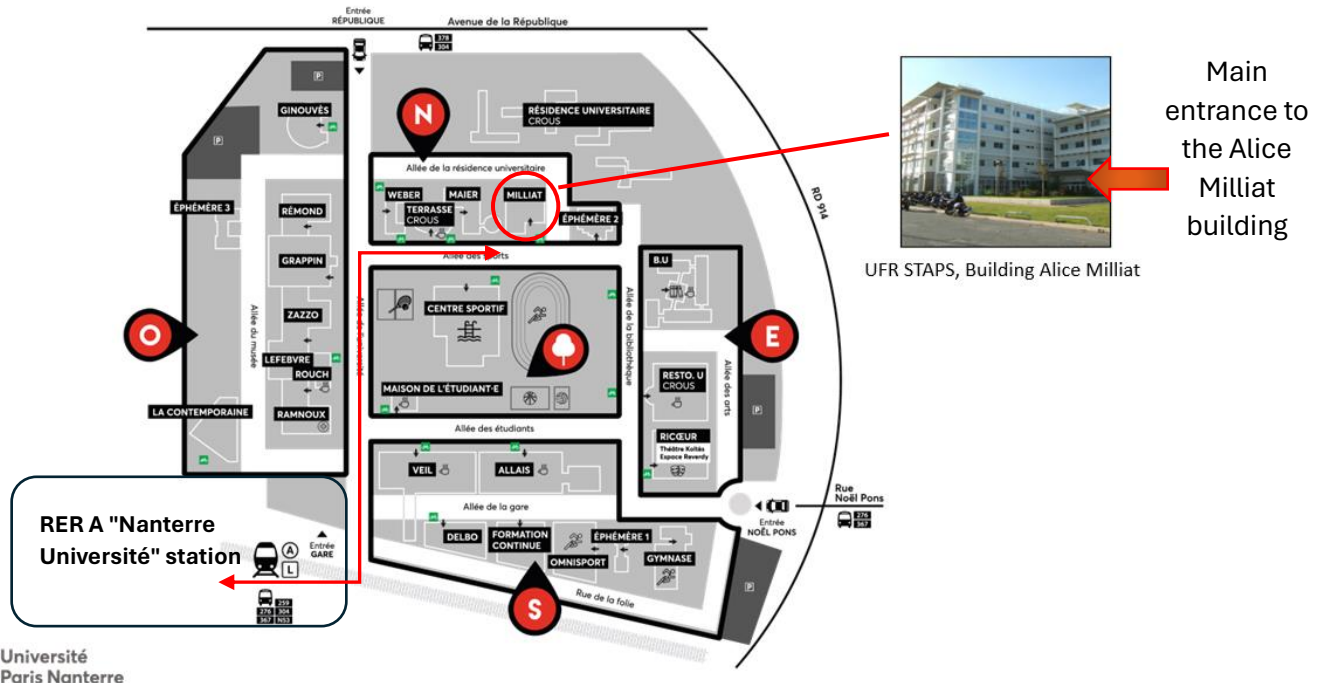 Entrée
RÉPUBLIQUE
Avenue de la République
378
304
P
P
GINOUVÈS
N
RÉSIDENCE UNIVERSITAIRE
CROUS
Main
entrance to
the Alice
Milliat
building
UFR STAPS, Building Alice Milliat
Allée de la résidence universitaire
WEBER
MAIER
MILLIAT
TERRASSE
CROUS
ÉPHÉMÈRE 2
RD 914
ÉPHÉMÈRE 3
RÉMOND
GRAPPIN
ZAZZO
LEFEBVRE
ROUCH
RAMNOUX
LA CONTEMPORAINE
O
Allée du musée
CENTRE SPORTIF
MAISON DE L'ÉTUDIANT·E
Allée de la bibliothèque
B.U
E
RESTO. U
CROUS
Allée des arts
P
RICŒUR
Théâtre Koltès
Espace Reverdy
Allée des étudiants
VEIL
ALLAIS
Allée de la gare
DELBO
FORMATION
CONTINUE
OMNISPORT
ÉPHÉMÈRE 1
GYMNASE
Rue de la folie
S
P
Rue
Noël Pons
276
367
Entrée
NOËL PONS
RER A "Nanterre
Université" station
A
L
Entrée
GARE
259
276 304
367 N53
Université
Paris Nanterre